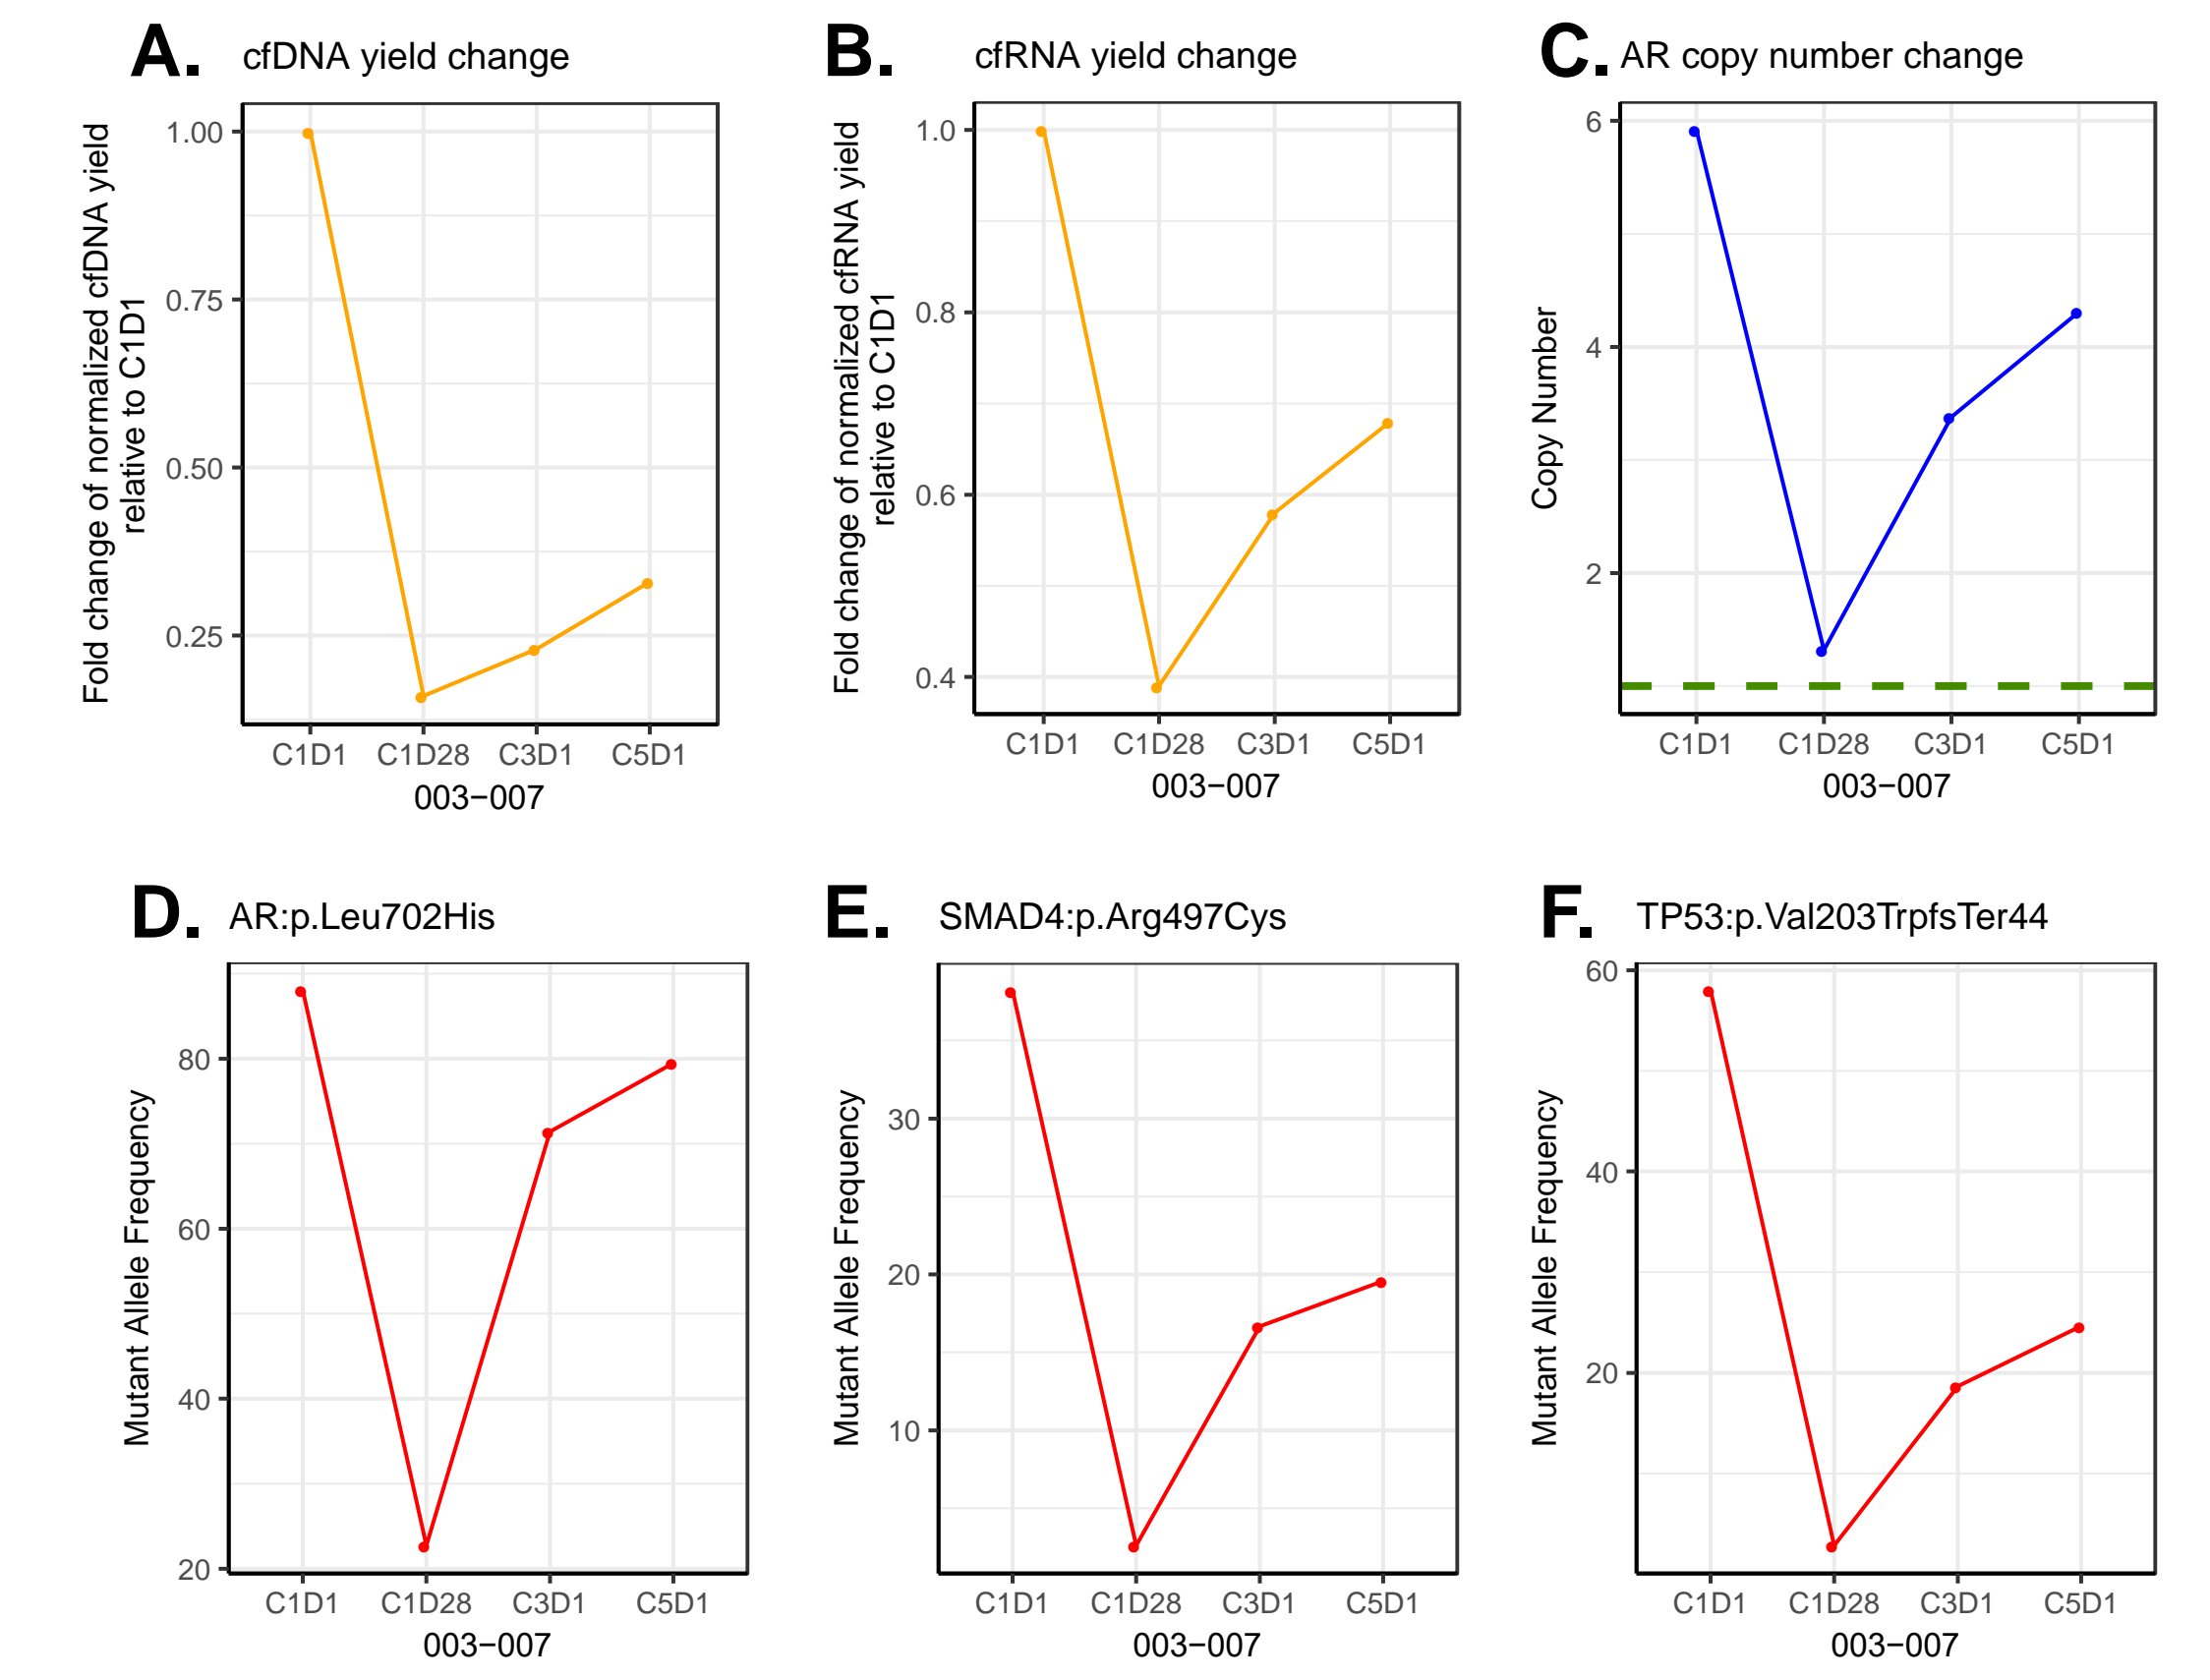 A. cfDNA yield change
Fold change of normalized cfDNA yield
relative to C1D1
1.00
0.75
0.50
0.25
C1D1 C1D28 C3D1 C5D1
003−007
B. cfRNA yield change
Fold change of normalized cfRNA yield
relative to C1D1
1.0
0.8
0.6
0.4
C1D1 C1D28 C3D1 C5D1
003−007
C. AR copy number change
Copy Number
6
4
2
C1D1 C1D28 C3D1 C5D1
003−007
D. AR:p.Leu702His
Mutant Allele Frequency
80
60
40
20
C1D1 C1D28 C3D1 C5D1
003−007
E. SMAD4:p.Arg497Cys
Mutant Allele Frequency
30
20
10
C1D1 C1D28 C3D1 C5D1
003−007
F. TP53:p.Val203TrpfsTer44
Mutant Allele Frequency
60
40
20
C1D1 C1D28 C3D1 C5D1
003−007